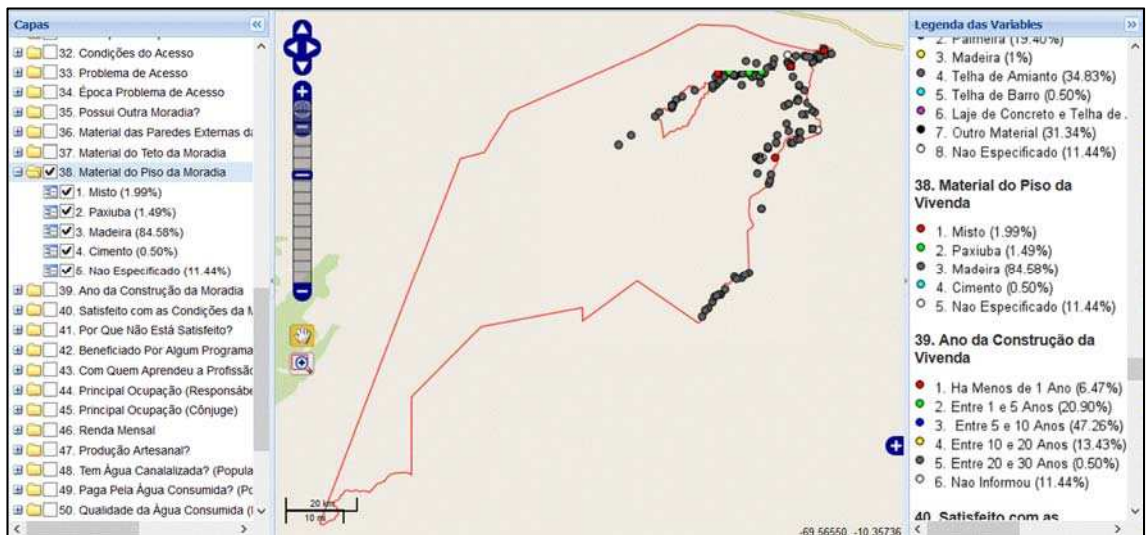 Capas
32. Condições do Acesso
33. Problema de Acesso
34. Época Problema de Acesso
35. Possui Outra Moradia?
36. Material das Paredes Externas da
37. Material do Teto da Moradia
38. Material do Piso da Moradia
1. Misto (1.99%)
2. Paxiuba (1.49%)
3. Madeira (84.58%)
4. Cimento (0.50%)
5. Nao Especificado (11.44%)
39. Ano da Construção da Moradia
40. Satisfeito com as Condições da M
41. Por Que Não Está Satisfeito?
42. Beneficiado Por Algum Programa
43. Com Quem Aprendeu a Profissão
44. Principal Ocupação (Responsábe
45. Principal Ocupação (Cônjuge)
46. Renda Mensal
47. Produção Artesanal?
48. Tem Água Canalalizada? (Popula
49. Paga Pela Água Consumida? (Po
50. Qualidade da Água Consumida (
20 km
10 mi
-69.56550, -10.35736
Legenda das Variables
2. Palmeira (19.40%)
3. Madeira (1%)
4. Telha de Amianto (34.83%)
5. Telha de Barro (0.50%)
6. Laje de Concreto e Telha de
7. Outro Material (31.34%)
8. Nao Especificado (11.44%)
38. Material do Piso da
Vivenda
1. Misto (1.99%)
2. Paxiuba (1.49%)
3. Madeira (84.58%)
4. Cimento (0.50%)
5. Nao Especificado (11.44%)
39. Ano da Construção da
Vivenda
1. Ha Menos de 1 Ano (6.47%)
2. Entre 1 e 5 Anos (20.90%)
3. Entre 5 e 10 Anos (47.26%)
4. Entre 10 e 20 Anos (13.43%)
5. Entre 20 e 30 Anos (0.50%)
6. Nao Informou (11.44%)
40. Satisfeito com as